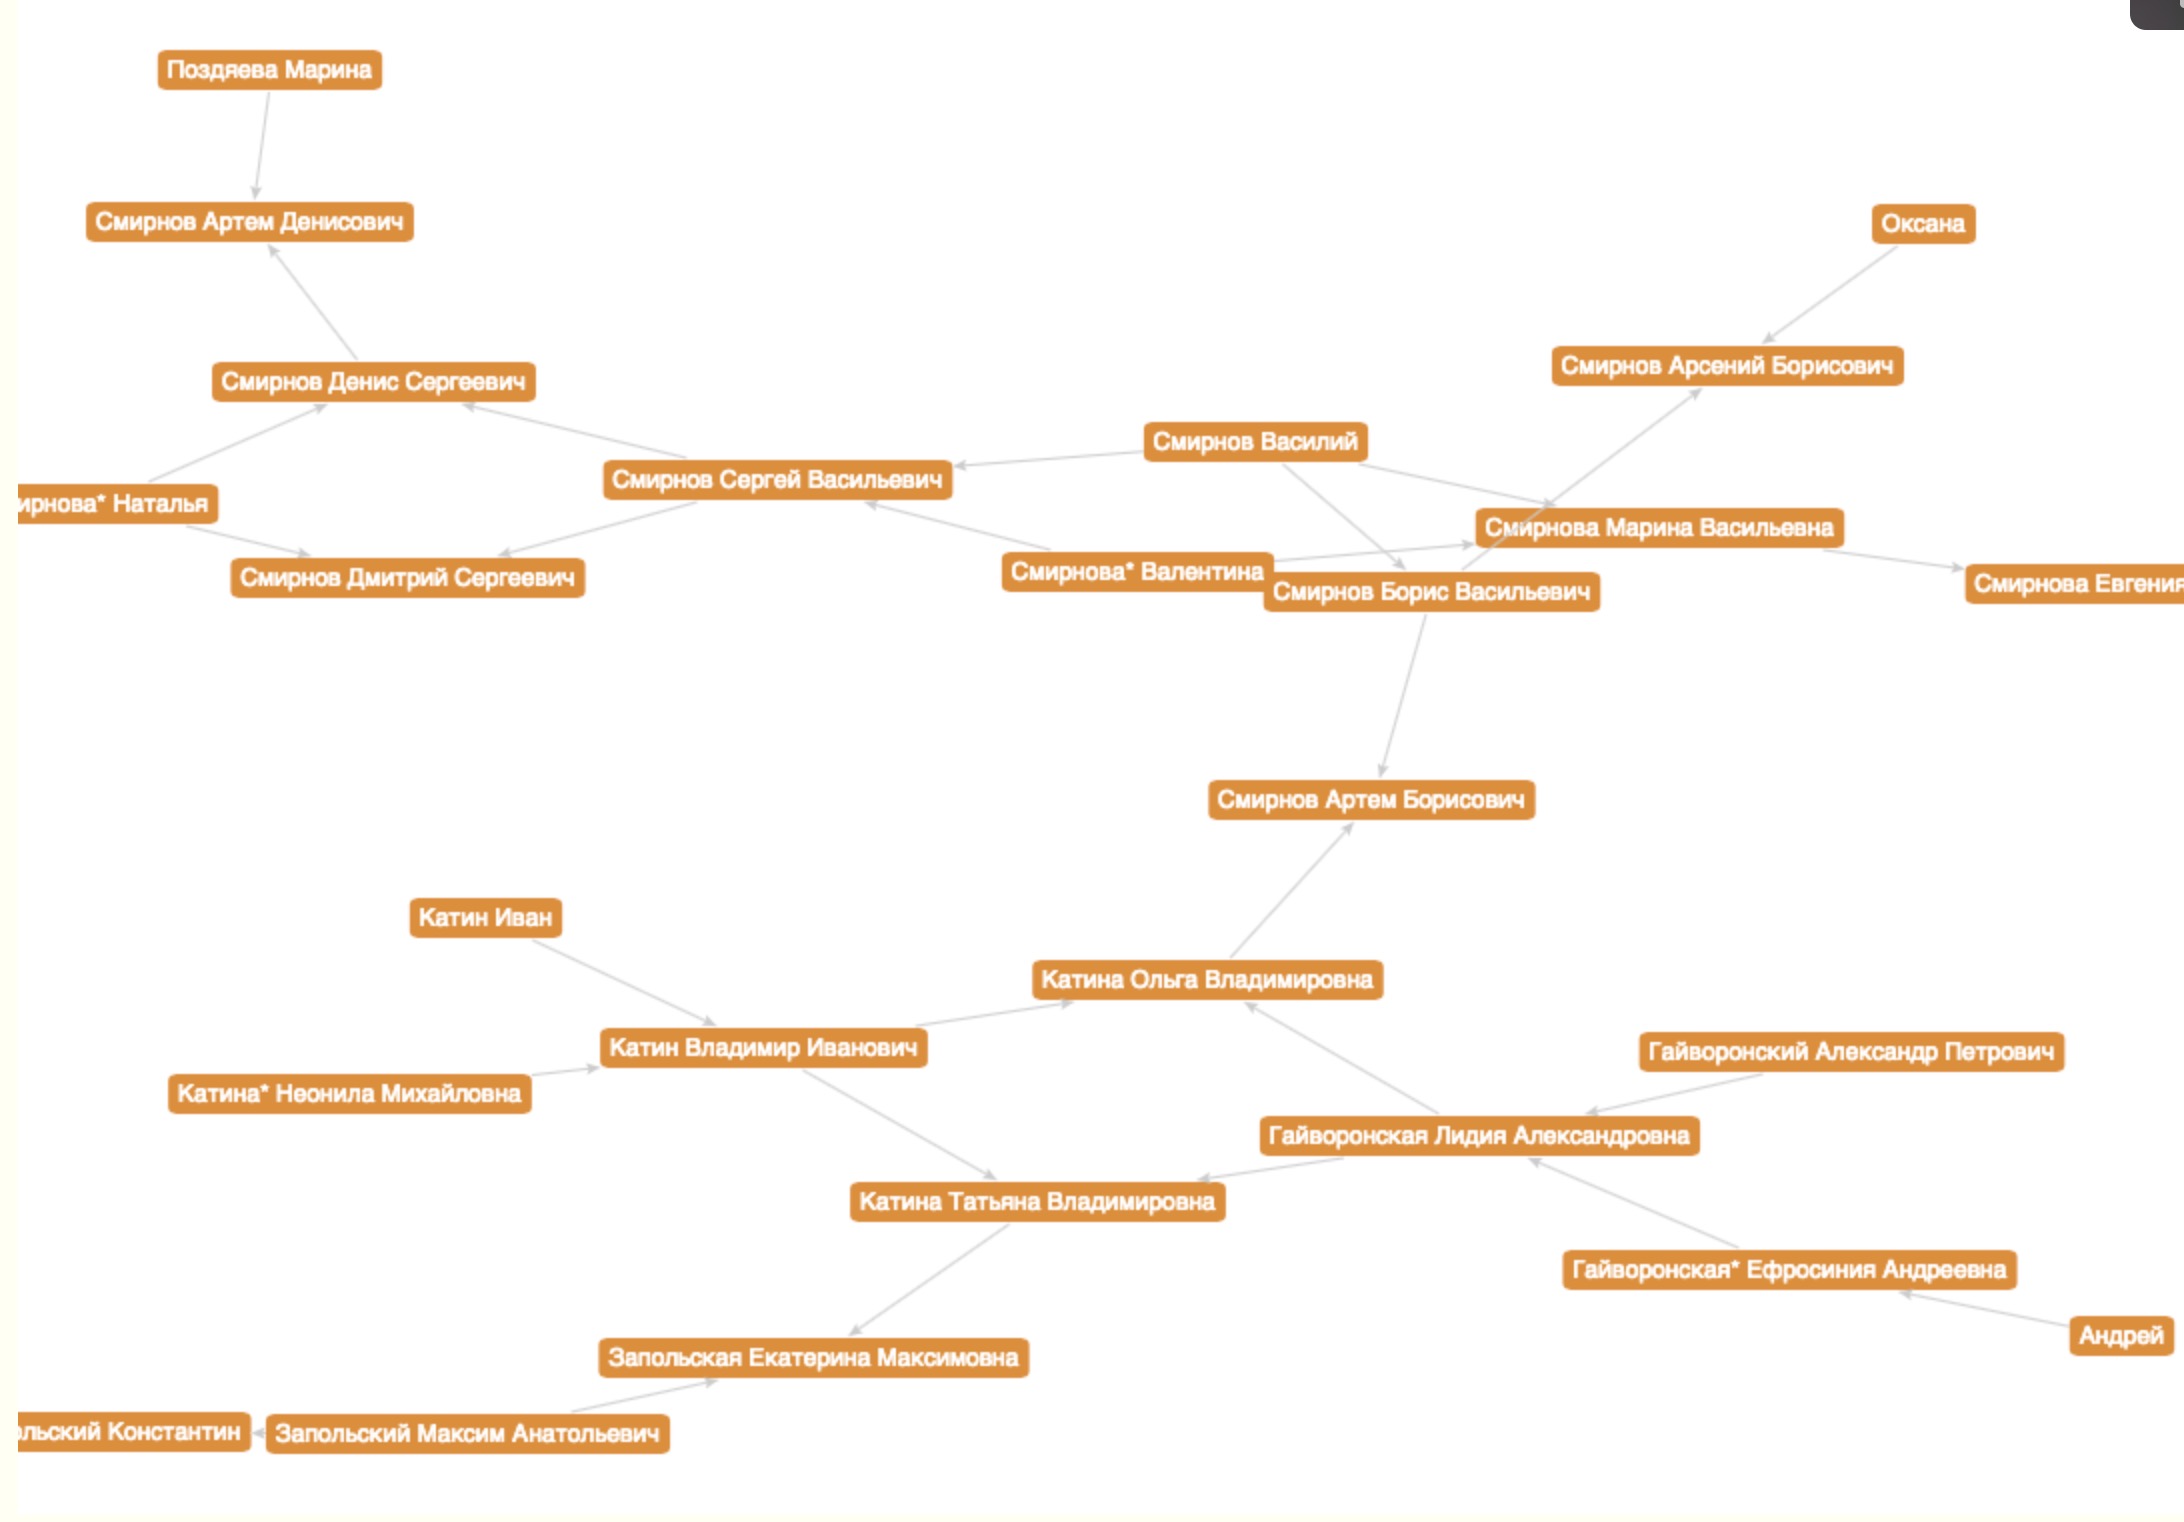 Поздяева Марина
Смирнов Артем Денисович
Оксана
Смирнов Арсений Борисович
Смирнов Денис Сергеевич
Смирнов Василий
Смирнов Сергей Васильевич
ирнова* Наталья
Смирнова Марина Васильевна
Смирнова* Валентина
Смирнов Дмитрий Сергеевич
Смирнова Евгения
Смирнов Борис Васильевич
Смирнов Артем Борисович
Катин Иван
Катина Ольга Владимировна
Катин Владимир Иванович
Гайворонский Александр Петрович
Катина* Неонила Михайловна
Гайворонская Лидия Александровна
Катина Татьяна Владимировна
Гайворонская* Ефросиния Андреевна
Андрей
Запольская Екатерина Максимовна
ольский Константин
Запольский Максим Анатольевич